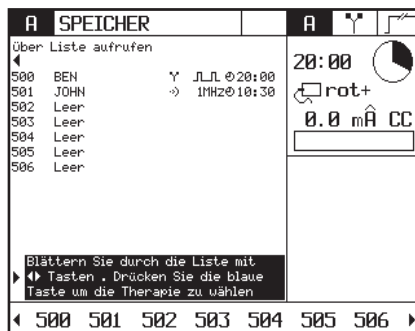 A SPEICHER
über Liste aufrufen
500 BEN 20:00
501 JOHN 1MHz 10:30
502 Leer
503 Leer
504 Leer
505 Leer
506 Leer
Blättern Sie durch die Liste mit
Tasten . Drücken Sie die blaue
Taste um die Therapie zu wählen
A
20:00
rot+
0.0 mÂ CC
500 501 502 503 504 505 506